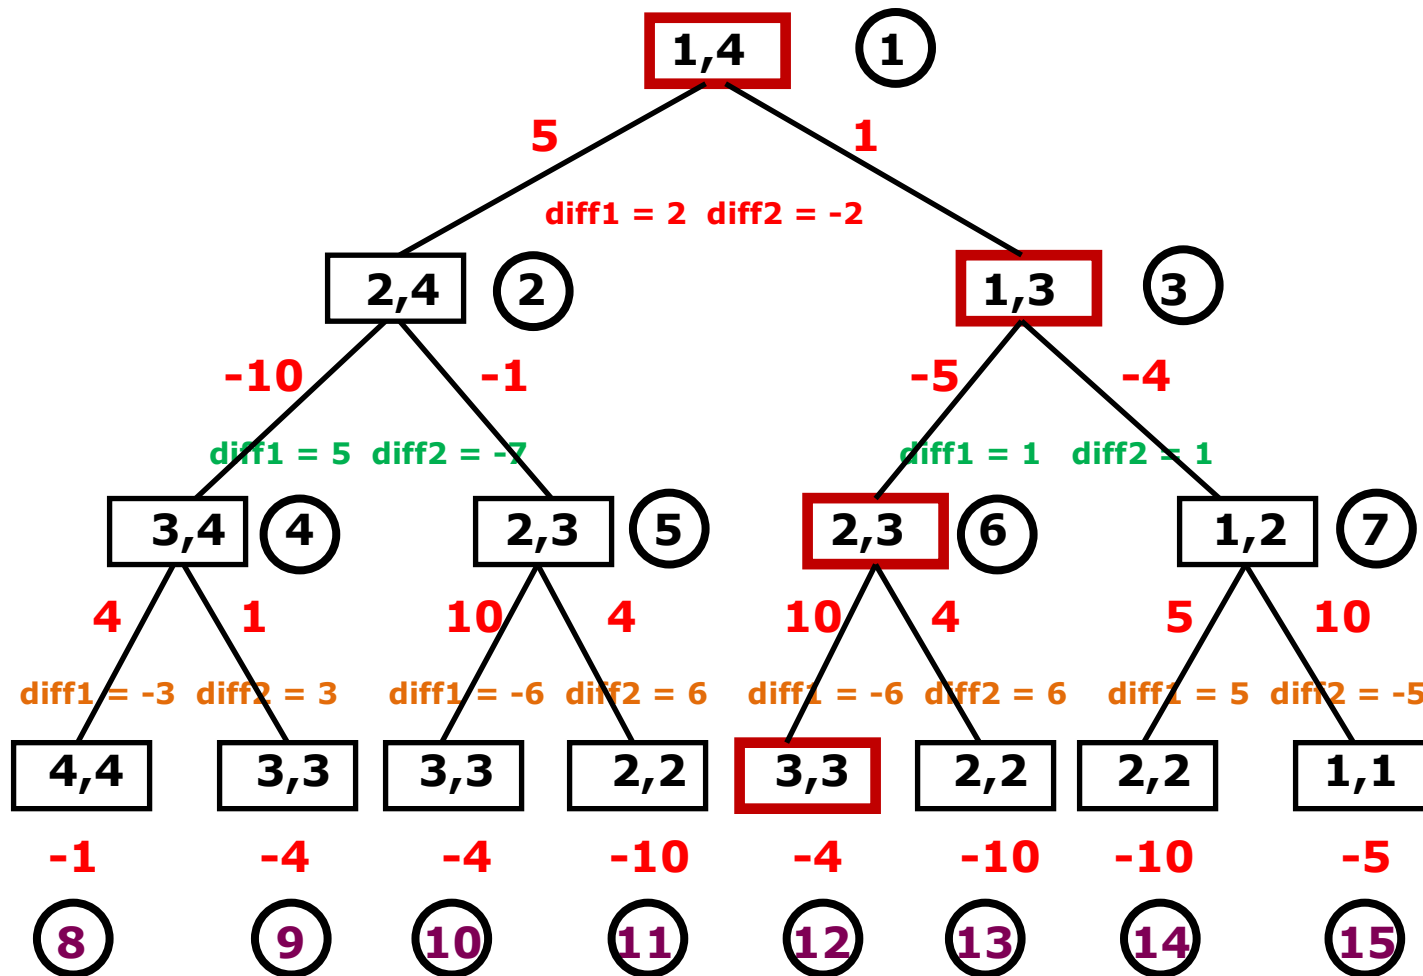 1,4 1
5 1
diff1 = 2 diff2 = -2
2,4 2 1,3 3
-10 -1 -5 -4
diff1 = 5 diff2 = -7 diff1 = 1 diff2 = 1
3,4 4 2,3 5 2,3 6 1,2 7
4 1 10 4 10 4 5 10
diff1 = -3 diff2 = 3 diff1 = -6 diff2 = 6 diff1 = -6 diff2 = 6 diff1 = 5 diff2 = -5
4,4 3,3 3,3 2,2 3,3 2,2 2,2 1,1
-1 -4 -4 -10 -4 -10 -10 -5
8 9 10 11 12 13 14 15